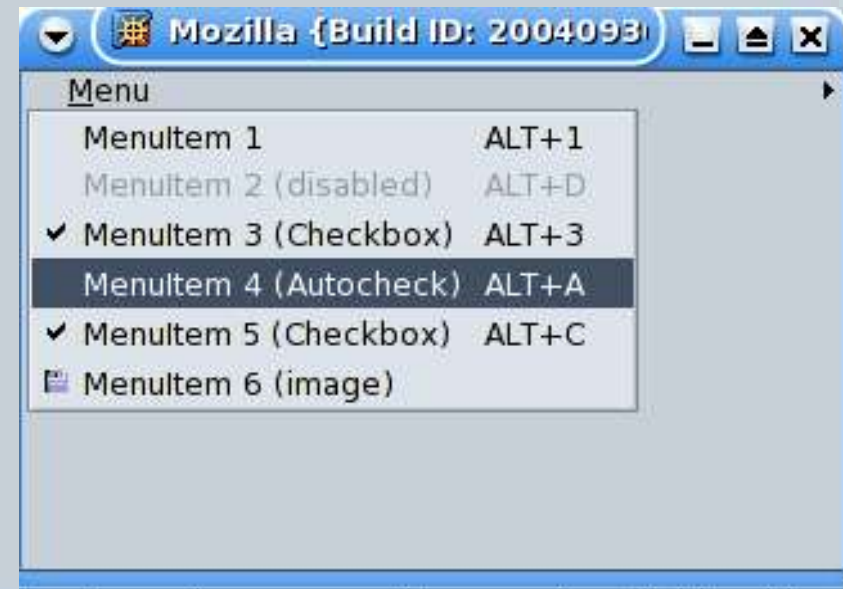 Mozilla {Build ID: 2004093
Menu
MenuItem 1 ALT+1
MenuItem 2 (disabled) ALT+D
MenuItem 3 (Checkbox) ALT+3
MenuItem 4 (Autocheck) ALT+A
MenuItem 5 (Checkbox) ALT+C
MenuItem 6 (image)